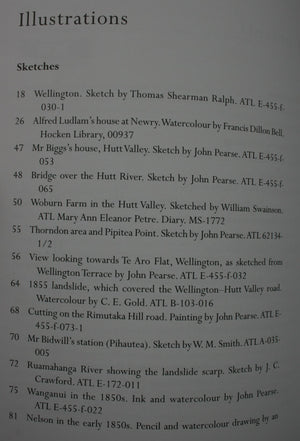 Illustrations
Sketches
18 Wellington. Sketch by Thomas Shearman Ralph. ATL E-455-f-
030-1
26 Alfred Ludlam's house at Newry. Watercolour by Francis Dillon Bell.
Hocken Library, 00937
47 Mr Biggs's house, Hutt Valley. Sketch by John Pearse. ATL E-455-f-
053
48 Bridge over the Hutt River. Sketch by John Pearse. ATL E-455-f-
065
50 Woburn Farm in the Hutt Valley. Sketched by William Swainson.
ATL Mary Ann Eleanor Petre. Diary. MS-1772
55 Thorndon area and Pipitea Point. Sketch by John Pearse. ATL 62134-
1/2
56 View looking towards Te Aro Flat, Wellington, as sketched from
Wellington Terrace by John Pearse. ATL E-455-f-032
64 1855 landslide, which covered the Wellington–Hutt Valley road.
Watercolour by C. E. Gold. ATL B-103-016
68 Cutting on the Rimutaka Hill road. Painting by John Pearse. ATL
E-455-f-073-1
70 Mr Bidwill's station (Pihautea). Sketch by W. M. Smith. ATL A-035-
005
72 Ruamahanga River showing the landslide scarp. Sketch by J. C.
Crawford. ATL E-172-011
75 Wanganui in the 1850s. Ink and watercolour by John Pearse.
ATL E-455-f-022
81 Nelson in the early 1850s. Pencil and watercolour drawing by an